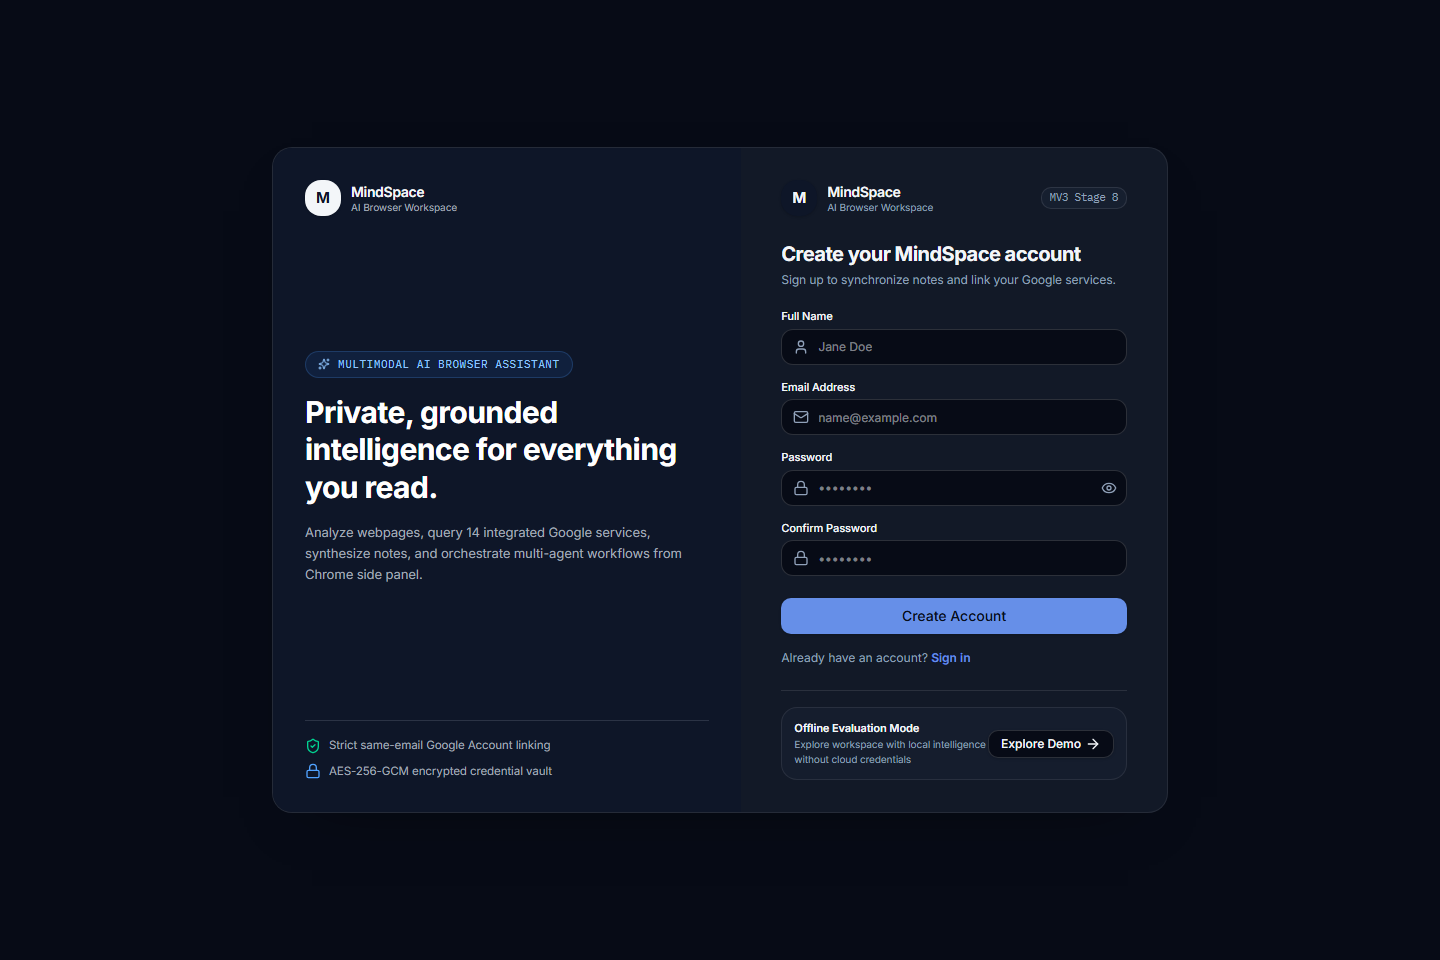 M
MindSpace
AI Browser Workspace
MULTIMODAL AI BROWSER ASSISTANT
Private, grounded
intelligence for everything
you read.
Analyze webpages, query 14 integrated Google services,
synthesize notes, and orchestrate multi-agent workflows from
Chrome side panel.
Strict same-email Google Account linking
AES-256-GCM encrypted credential vault
M
MindSpace
AI Browser Workspace
MV3 Stage 8
Create your MindSpace account
Sign up to synchronize notes and link your Google services.
Full Name
Jane Doe
Email Address
name@example.com
Password
••••••••
Confirm Password
••••••••
Create Account
Already have an account? Sign in
Offline Evaluation Mode
Explore workspace with local intelligence
without cloud credentials
Explore Demo →